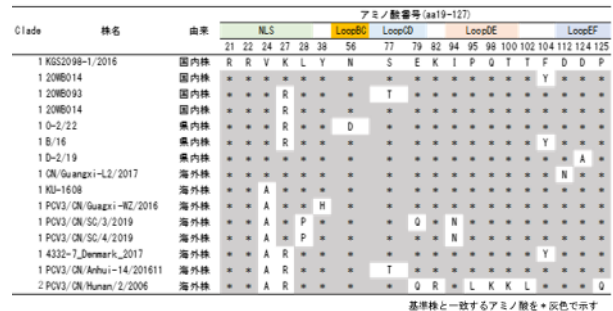 アミノ酸番号(aa19-127)
Clade 株名 由来 NLS LoopBC LoopCD LoopDE LoopEF
21 22 24 27 28 38 56 77 79 82 94 95 98 100 102 104 112 124 125
1 KGS2098-1/2016 国内株 R R V K L Y N S E K I P Q T T F D D P
1 20WB014 国内株 * * * * * * * * * * * * * * * Y * * *
1 20WB093 国内株 * * * R * * * T * * * * * * * * * * *
1 20WB014 国内株 * * * R * * * * * * * * * * * * * * *
1 O-2/22 県内株 * * * R * * D * * * * * * * * * * * *
1 B/16 県内株 * * * R * * * * * * * * * * * Y * * *
1 D-2/19 県内株 * * * * * * * * * * * * * * * * * A *
1 CN/Guangxi-L2/2017 海外株 * * * * * * * * * * * * * * * * N * *
1 KU-1608 海外株 * * A * * * * * * * * * * * * * * * *
1 PCV3/CN/Guagxi-WZ/2016 海外株 * * A * * H * * * * * * * * * * * * *
1 PCV3/CN/SC/3/2019 海外株 * * A * P * * * Q * N * * * * * * * *
1 PCV3/CN/SC/4/2019 海外株 * * A * P * * * * * N * * * * * * * *
1 4332-7_Denmark_2017 海外株 * * A R * * * * * * * * * * * Y * * *
1 PCV3/CN/Anhui-14/201611 海外株 * * A R * * * T * * * * * * * * * * *
2 PCV3/CN/Human/2/2006 海外株 * * A R * * * * Q R * L K K L * * * Q
基準株と一致するアミノ酸を*灰色で示す